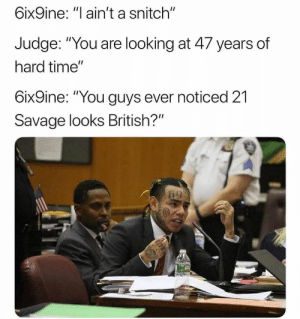 6ix9ine: "I ain't a snitch"
Judge: "You are looking at 47 years of
hard time"
6ix9ine: "You guys ever noticed 21
Savage looks British?"